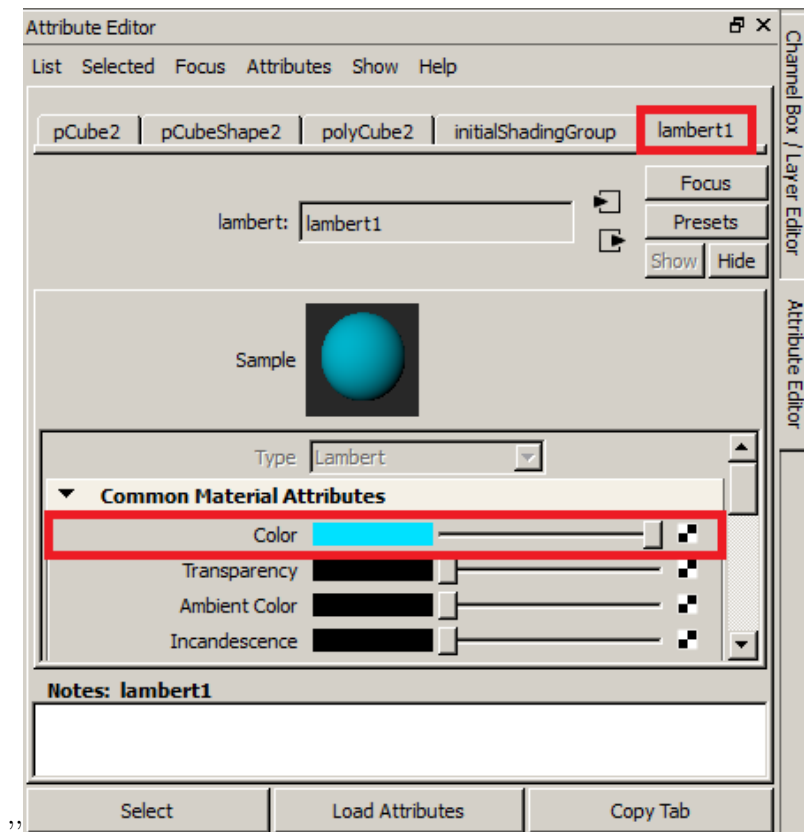 Attribute Editor
List Selected Focus Attributes Show Help
pCube2 pCubeShape2 polyCube2 initialShadingGroup lambert1
lambert: lambert1
Focus
Presets
Show Hide
Sample
Type Lambert
Common Material Attributes
Color
Transparency
Ambient Color
Incandescence
Notes: lambert1
Select Load Attributes Copy Tab
,,
Channel Box / Layer Editor
Attribute Editor